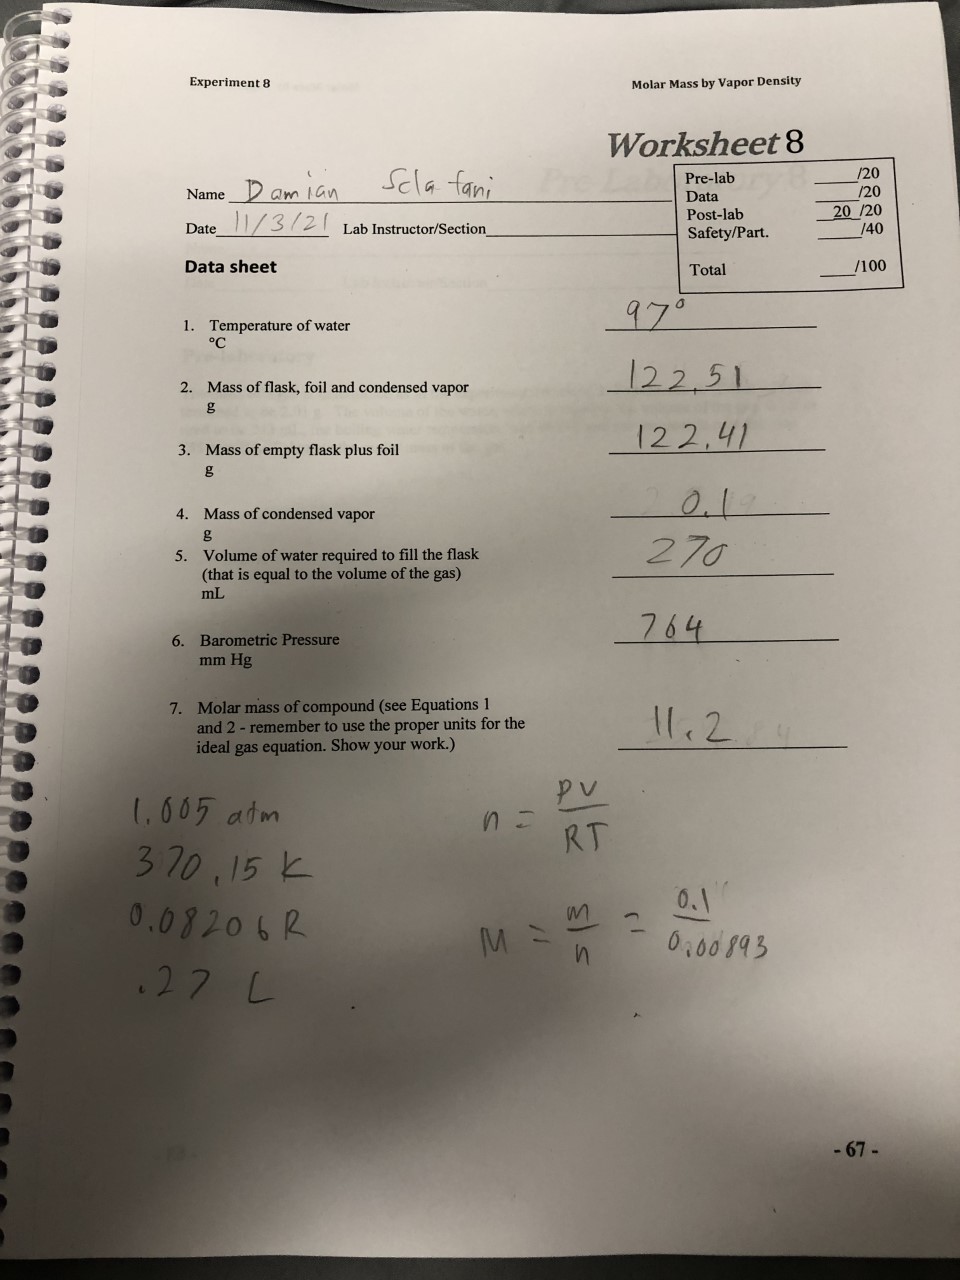 Experiment 8
Molar Mass by Vapor Density
Worksheet 8
Name Damian Sclafani
Date 11/3/21 Lab Instructor/Section
Pre-lab /20
Data /20
Post-lab 20 /20
Safety/Part. /40
Total /100
Data sheet
1. Temperature of water 97°
°C
2. Mass of flask, foil and condensed vapor 122.51
g
3. Mass of empty flask plus foil 122.41
g
4. Mass of condensed vapor 0.1
g
5. Volume of water required to fill the flask 270
(that is equal to the volume of the gas)
mL
6. Barometric Pressure 764
mm Hg
7. Molar mass of compound (see Equations 1
and 2 - remember to use the proper units for the 11.2
ideal gas equation. Show your work.)
1.005 atm
370.15 K
0.08206 R
.27 L
n = PV / RT
M = m / n = 0.1 / 0.00893
- 67 -